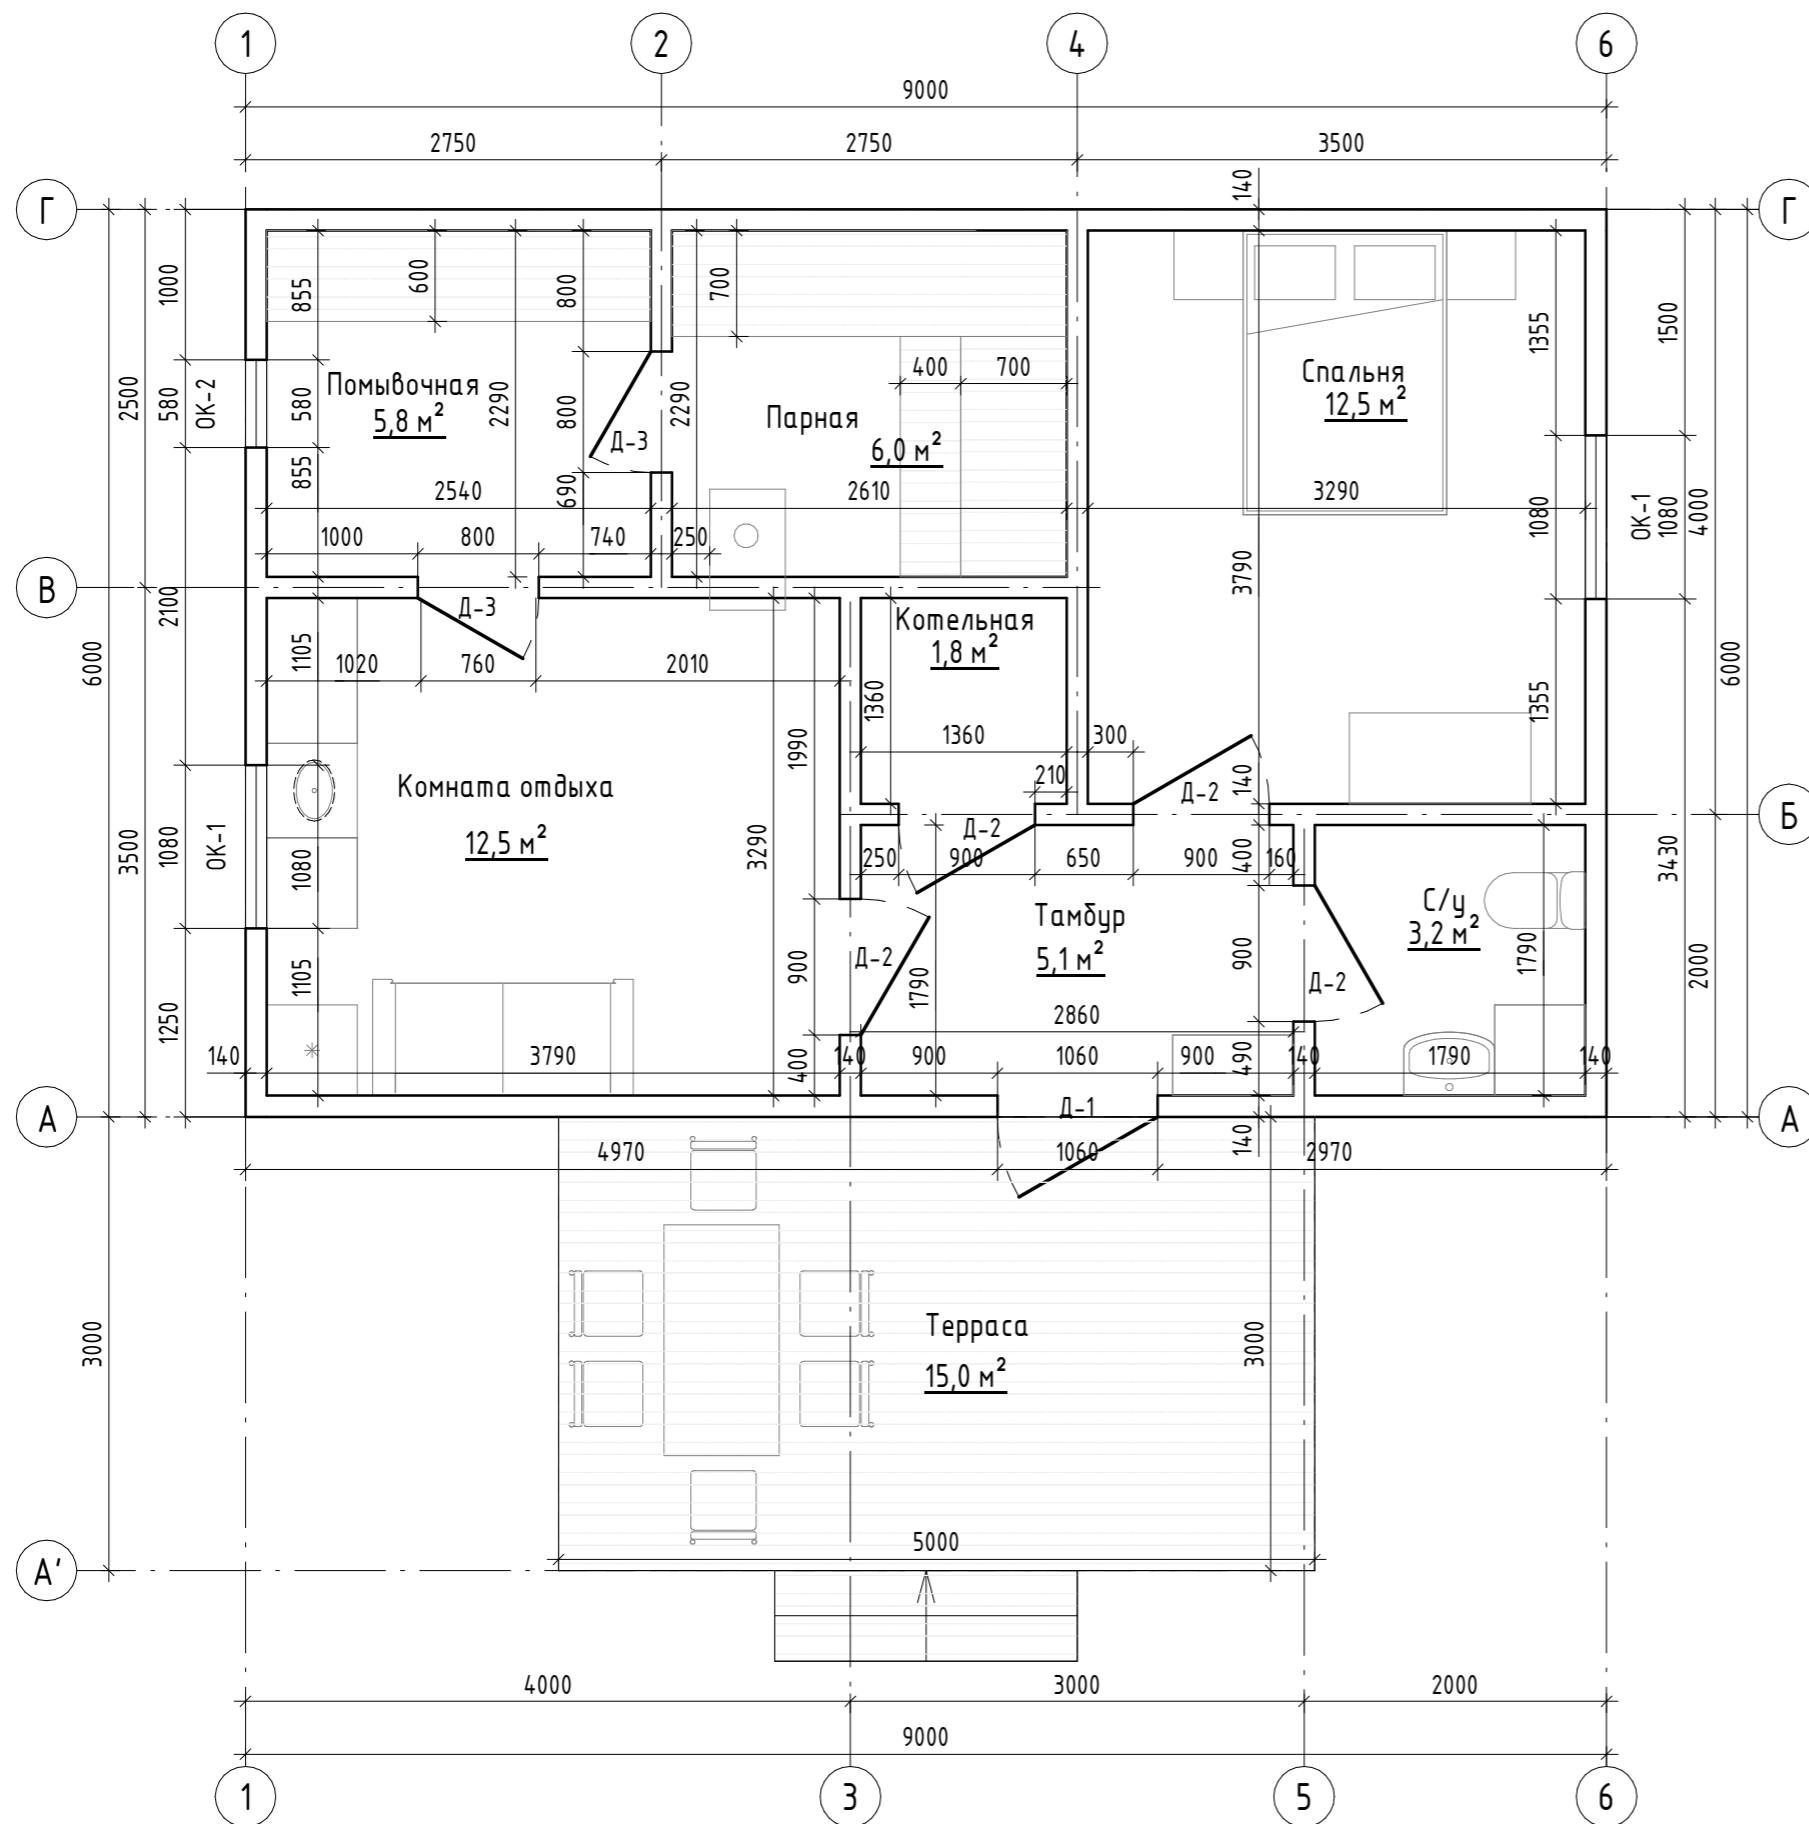 1
2
4
6
9000
2750
2750
3500
140
Г
Г
1000
855
600
800
700
1355
1500
2500
580
ОК-2
580
Помывочная
5,8 м²
2290
800
Д-3
2290
400
700
Парная
6,0 м²
Спальня
12,5 м²
855
2540
690
2610
3290
1080
ОК-1
1080
4000
1000
800
740
250
3790
В
2100
Д-3
Котельная
1,8 м²
6000
1105
1020
760
2010
1360
1355
6000
1990
1360
300
210
140
Д-2
Комната отдыха
12,5 м²
Б
3500
1080
ОК-1
1080
3290
Д-2
250
900
650
900
400
160
3430
Тамбур
5,1 м²
С/у
3,2 м²
900
Д-2
1790
900
Д-2
1790
2000
1250
1105
2860
140
3790
400
140
900
1060
900
490
140
1790
140
А
Д-1
А
4970
1060
140
2970
3000
Терраса
15,0 м²
3000
5000
А'
4000
3000
2000
9000
1
3
5
6